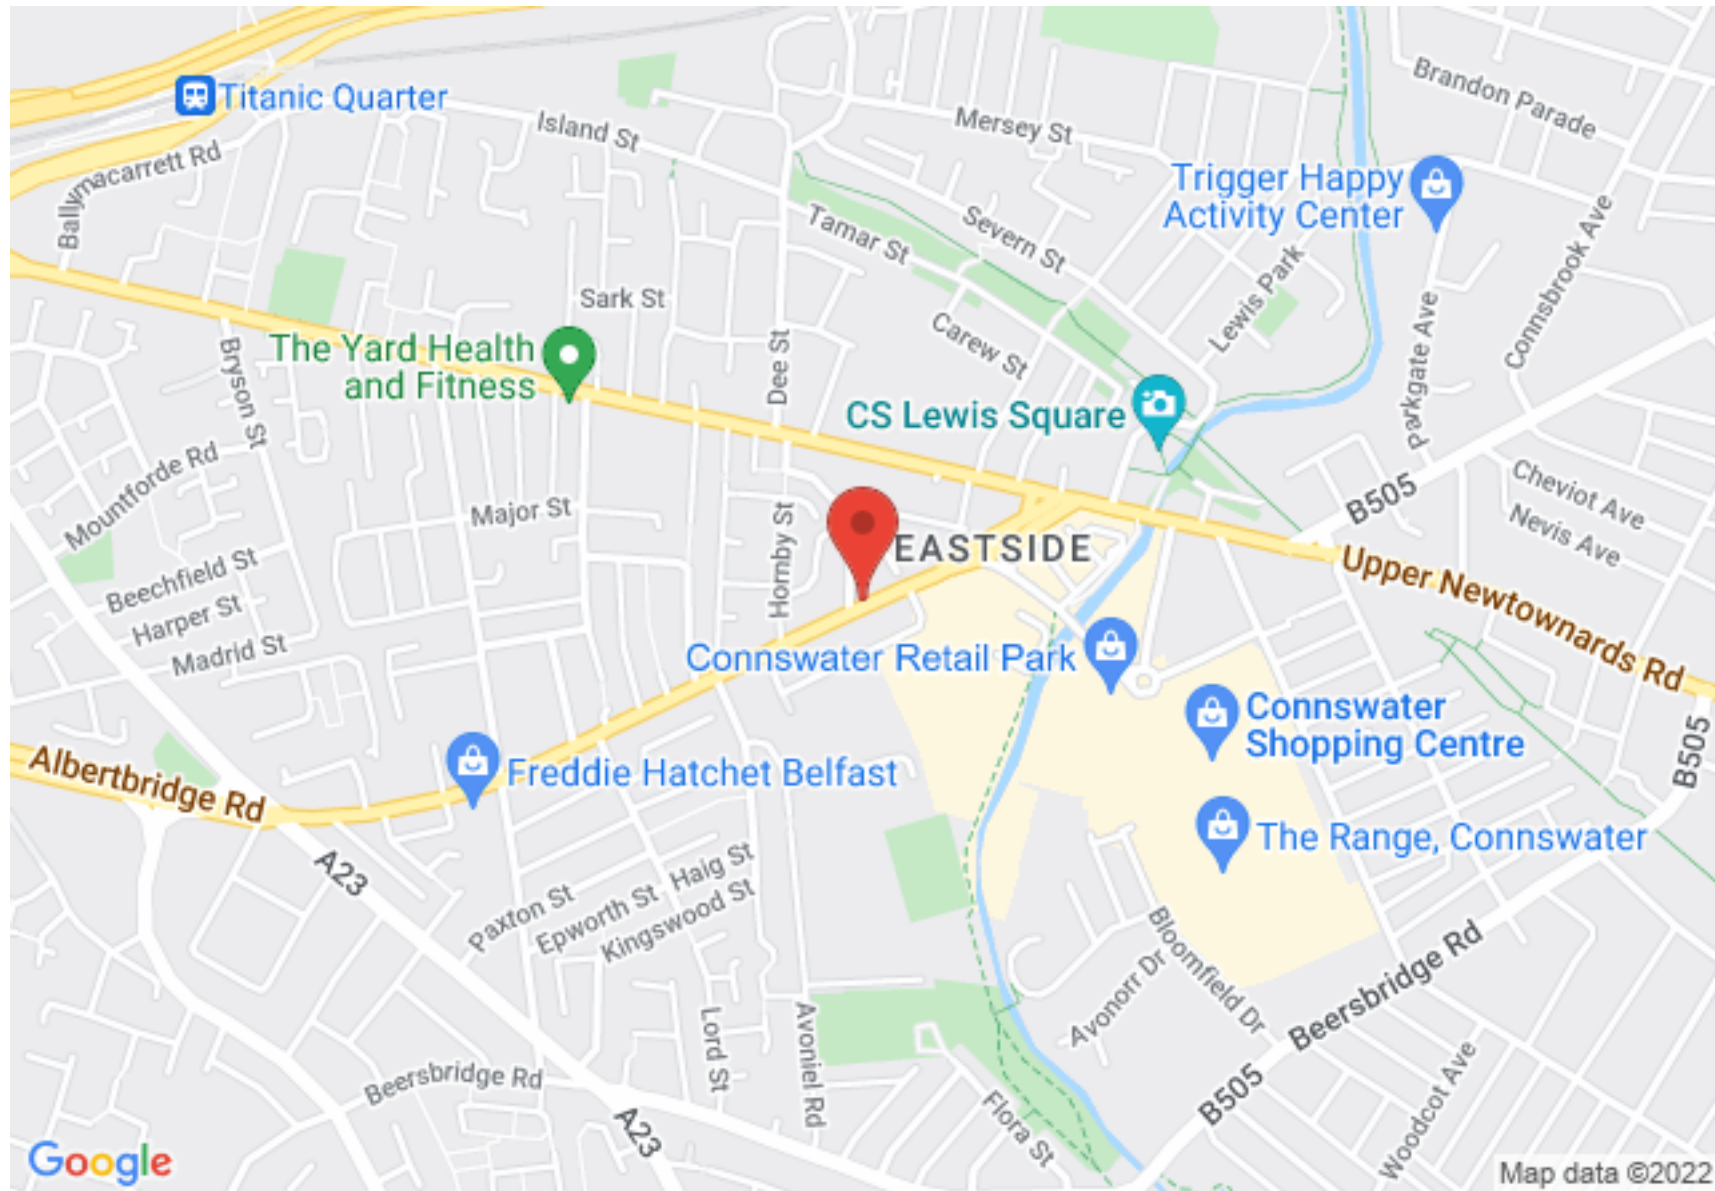 Titanic Quarter
Island St
Mersey St
Brandon Parade
Ballymacarrett Rd
Trigger Happy
Activity Center
Tamar St
Severn St
Connsbrook Ave
Lewis Park
Sark St
Carew St
Parkgate Ave
The Yard Health
and Fitness
Bryson St
Dee St
CS Lewis Square
Mountforde Rd
Major St
Hornby St
EASTSIDE
B505
Cheviot Ave
Nevis Ave
Upper Newtownards Rd
Beechfield St
Harper St
Madrid St
Connswater Retail Park
Connswater
Shopping Centre
B505
Albertbridge Rd
Freddie Hatchet Belfast
The Range, Connswater
A23
Paxton St
Epworth St
Haig St
Kingswood St
Bloomfield Dr
Avonorr Dr
Beersbridge Rd
Lord St
Avoniel Rd
Beersbridge Rd
A23
Flora St
B505
Woodcot Ave
Google
Map data ©2022